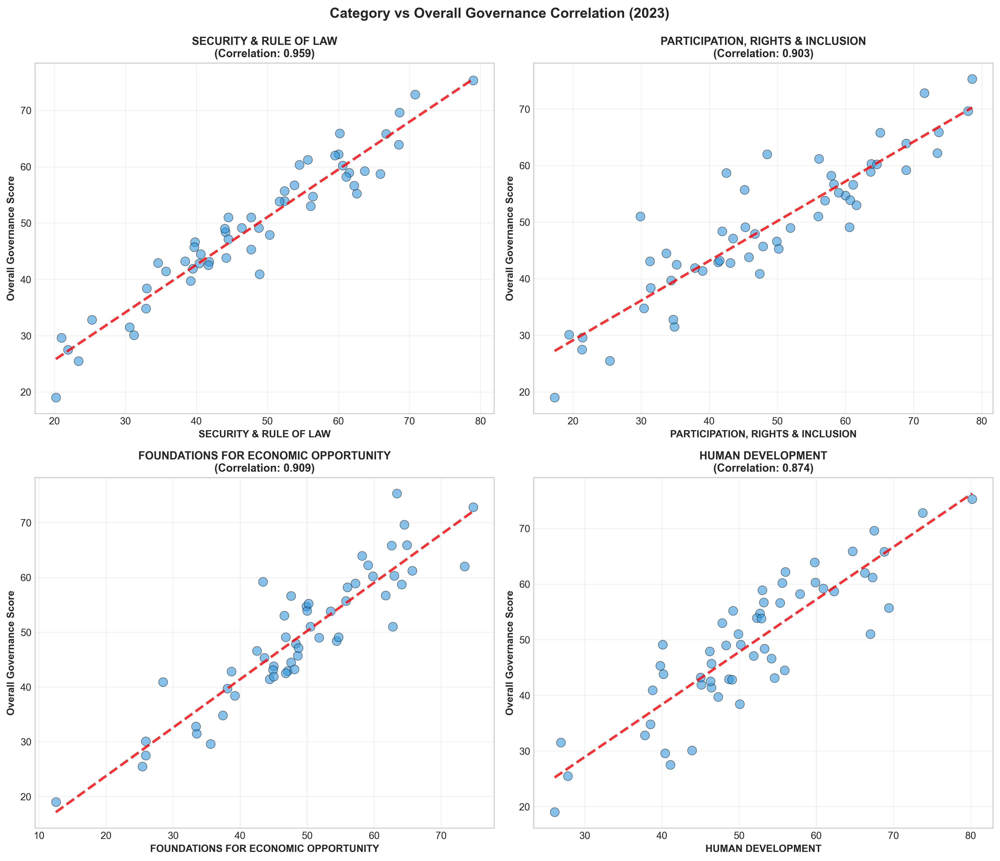 Category vs Overall Governance Correlation (2023)
SECURITY & RULE OF LAW
(Correlation: 0.959)
Overall Governance Score
70
60
50
40
30
20
20 30 40 50 60 70 80
SECURITY & RULE OF LAW
PARTICIPATION, RIGHTS & INCLUSION
(Correlation: 0.903)
Overall Governance Score
70
60
50
40
30
20
20 30 40 50 60 70 80
PARTICIPATION, RIGHTS & INCLUSION
FOUNDATIONS FOR ECONOMIC OPPORTUNITY
(Correlation: 0.909)
Overall Governance Score
70
60
50
40
30
20
10 20 30 40 50 60 70
FOUNDATIONS FOR ECONOMIC OPPORTUNITY
HUMAN DEVELOPMENT
(Correlation: 0.874)
Overall Governance Score
70
60
50
40
30
20
30 40 50 60 70 80
HUMAN DEVELOPMENT